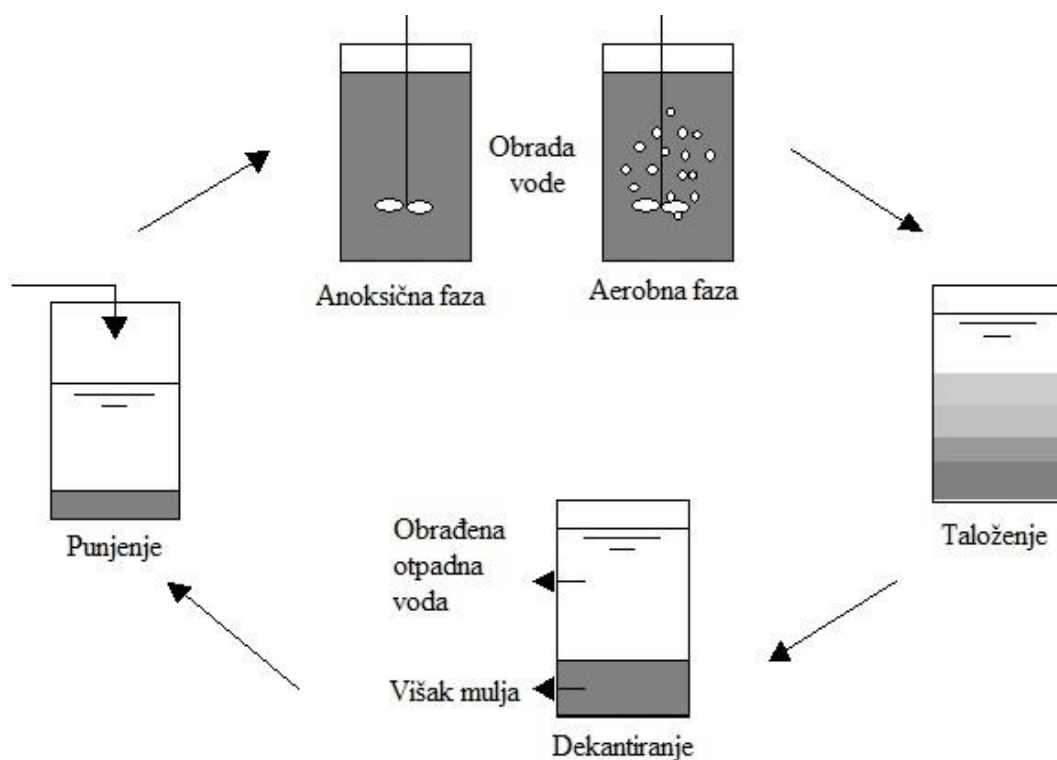 Obrada
vode
Anoksična faza
Aerobna faza
Punjenje
Taloženje
Obrađena
otpadna
voda
Višak mulja
Dekantiranje